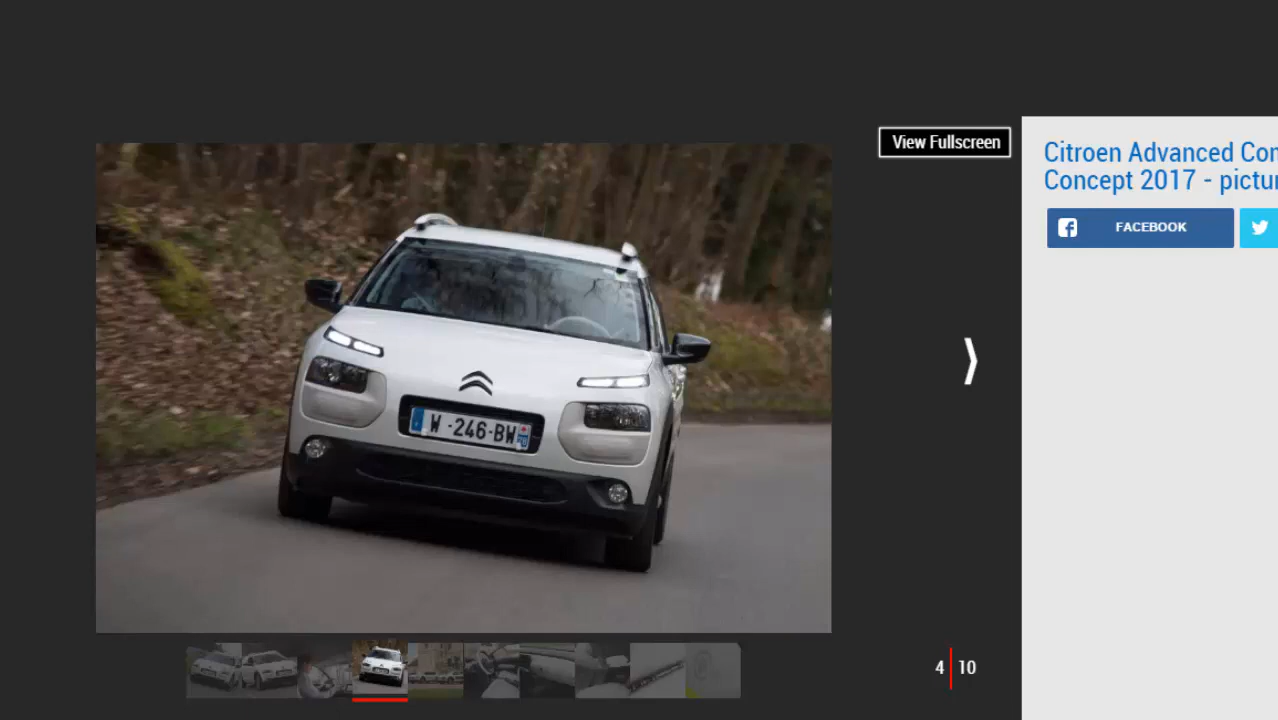 View Fullscreen
Citroen Advanced Con
Concept 2017 - pictur
FACEBOOK
W-246-BW
4 10